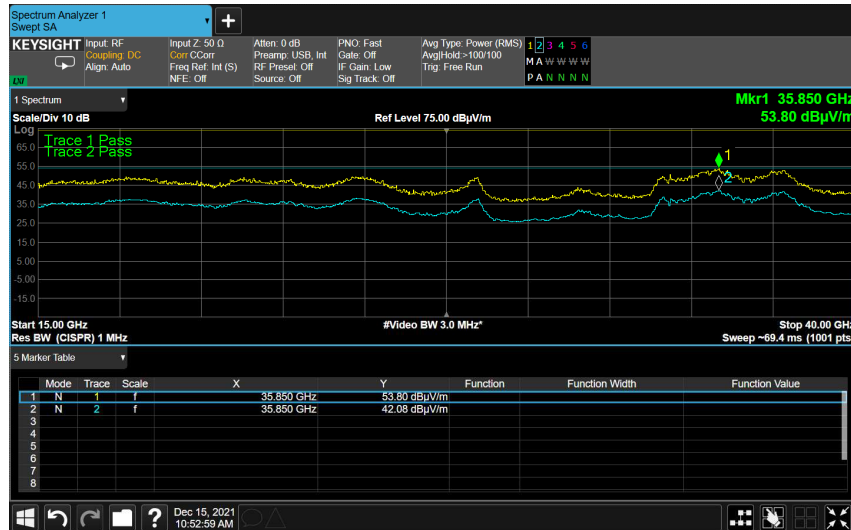 Spectrum Analyzer 1
Swept SA
+
KEYSIGHT Input: RF Input Z: 50 Ω Atten: 0 dB PNO: Fast Avg Type: Power (RMS) 1 2 3 4 5 6
Coupling: DC Corr CCorr Preamp: USB, Int Gate: Off Avg|Hold:>100/100 M A W W W W
Align: Auto Freq Ref: Int (S) RF Presel: Off IF Gain: Low Trig: Free Run
LXI NFE: Off Source: Off Sig Track: Off P A N N N N
1 Spectrum
Mkr1 35.850 GHz
Scale/Div 10 dB Ref Level 75.00 dBµV/m 53.80 dBµV/m
Log
Trace 1 Pass
Trace 2 Pass
65.0
55.0
45.0
35.0
25.0
15.0
5.00
-5.00
-15.0
1
2
Start 15.00 GHz #Video BW 3.0 MHz* Stop 40.00 GHz
Res BW (CISPR) 1 MHz Sweep ~69.4 ms (1001 pts
5 Marker Table
Mode Trace Scale X Y Function Function Width Function Value
1 N 1 f 35.850 GHz 53.80 dBµV/m
2 N 2 f 35.850 GHz 42.08 dBµV/m
3
4
5
6
7
8
? Dec 15, 2021
10:52:59 AM